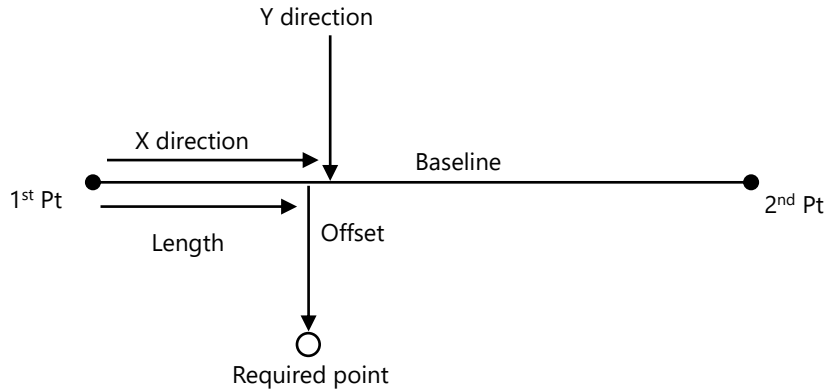 Y direction
X direction
Baseline
1st Pt
2nd Pt
Length
Offset
Required point